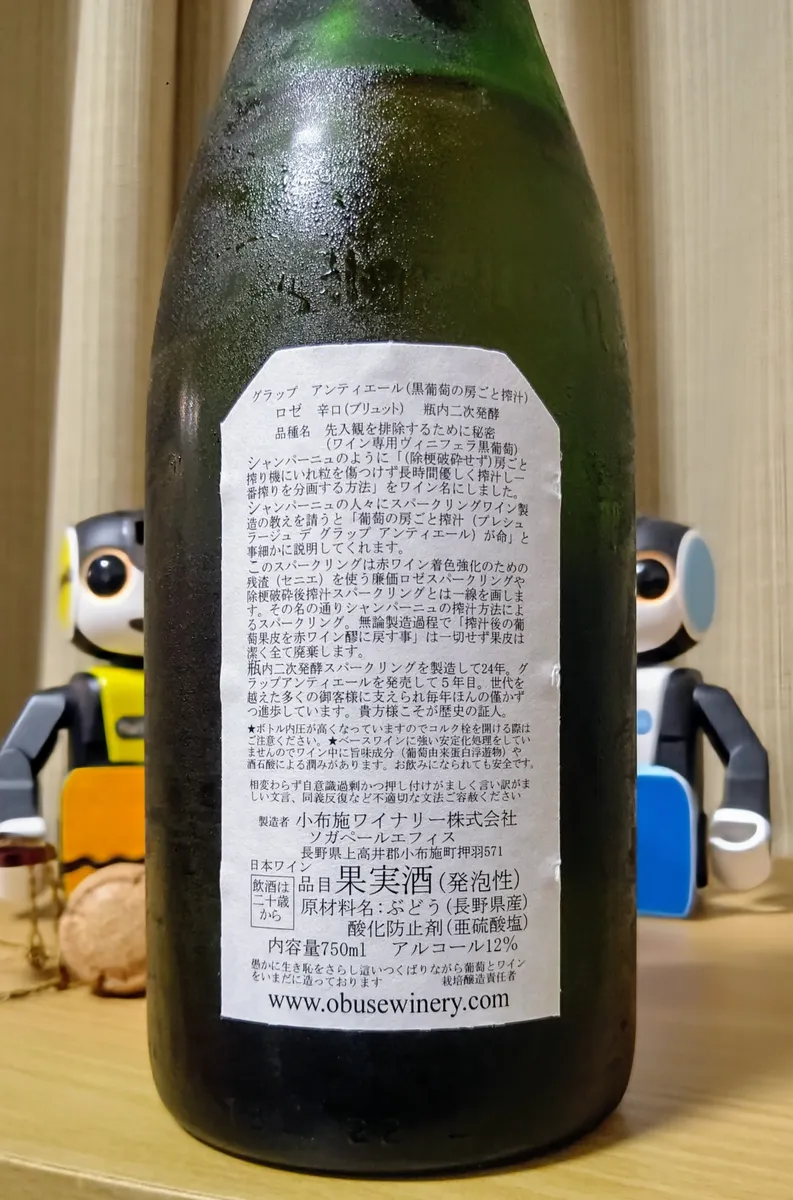 グラップ　アンティエール(黒葡萄の房ごと搾汁)
ロゼ　辛口(ブリュット)　瓶内二次発酵
品種名　先入観を排除するために秘密
(ワイン専用ヴィニフェラ黒葡萄)
シャンパーニュのように「(除梗破砕せず)房ごと
搾り機にいれ粒を傷つけず長時間優しく搾汁し一
番搾りを分画する方法」をワイン名にしました。
シャンパーニュの人々にスパークリングワイン製
造の教えを請うと「葡萄の房ごと搾汁（プレシュ
ラージュ デ グラップ アンティエール）が命」と
事細かに説明してくれます。
このスパークリングは赤ワイン着色強化のための
残渣（セニエ）を使う廉価ロゼスパークリングや
除梗破砕後搾汁スパークリングとは一線を画しま
す。その名の通りシャンパーニュの搾汁方法によ
るスパークリング。無論製造過程で「搾汁後の葡
萄果皮を赤ワイン醪に戻す事」は一切せず果皮は
潔く全て廃棄します。
瓶内二次発酵スパークリングを製造して24年。グ
ラップアンティエールを発売して５年目。世代を
越えた多くの御客様に支えられ毎年ほんの僅かず
つ進歩しています。貴方様こそが歴史の証人。
★ボトル内圧が高くなっていますのでコルク栓を開ける際は
ご注意ください。★ベースワインに強い安定化処理をしてい
ませんのでワイン中に旨味成分（葡萄由来蛋白浮遊物）や
酒石酸による濁みがあります。お飲みになられても安全です。
相変わらず自意識過剰かつ押し付けがましく言い訳がま
しい文言、同義反復など不適切な文法ご容赦ください
製造者 小布施ワイナリー株式会社
ソガペールエフィス
長野県上高井郡小布施町押羽571
日本ワイン
飲酒は
二十歳
から
品目果実酒(発泡性)
原材料名：ぶどう(長野県産)
酸化防止剤(亜硫酸塩)
内容量750ml　アルコール12%
愚かに生き恥をさらし這いつくばりながら葡萄とワイン
をいまだに造っております　栽培醸造責任者
www.obusewinery.com